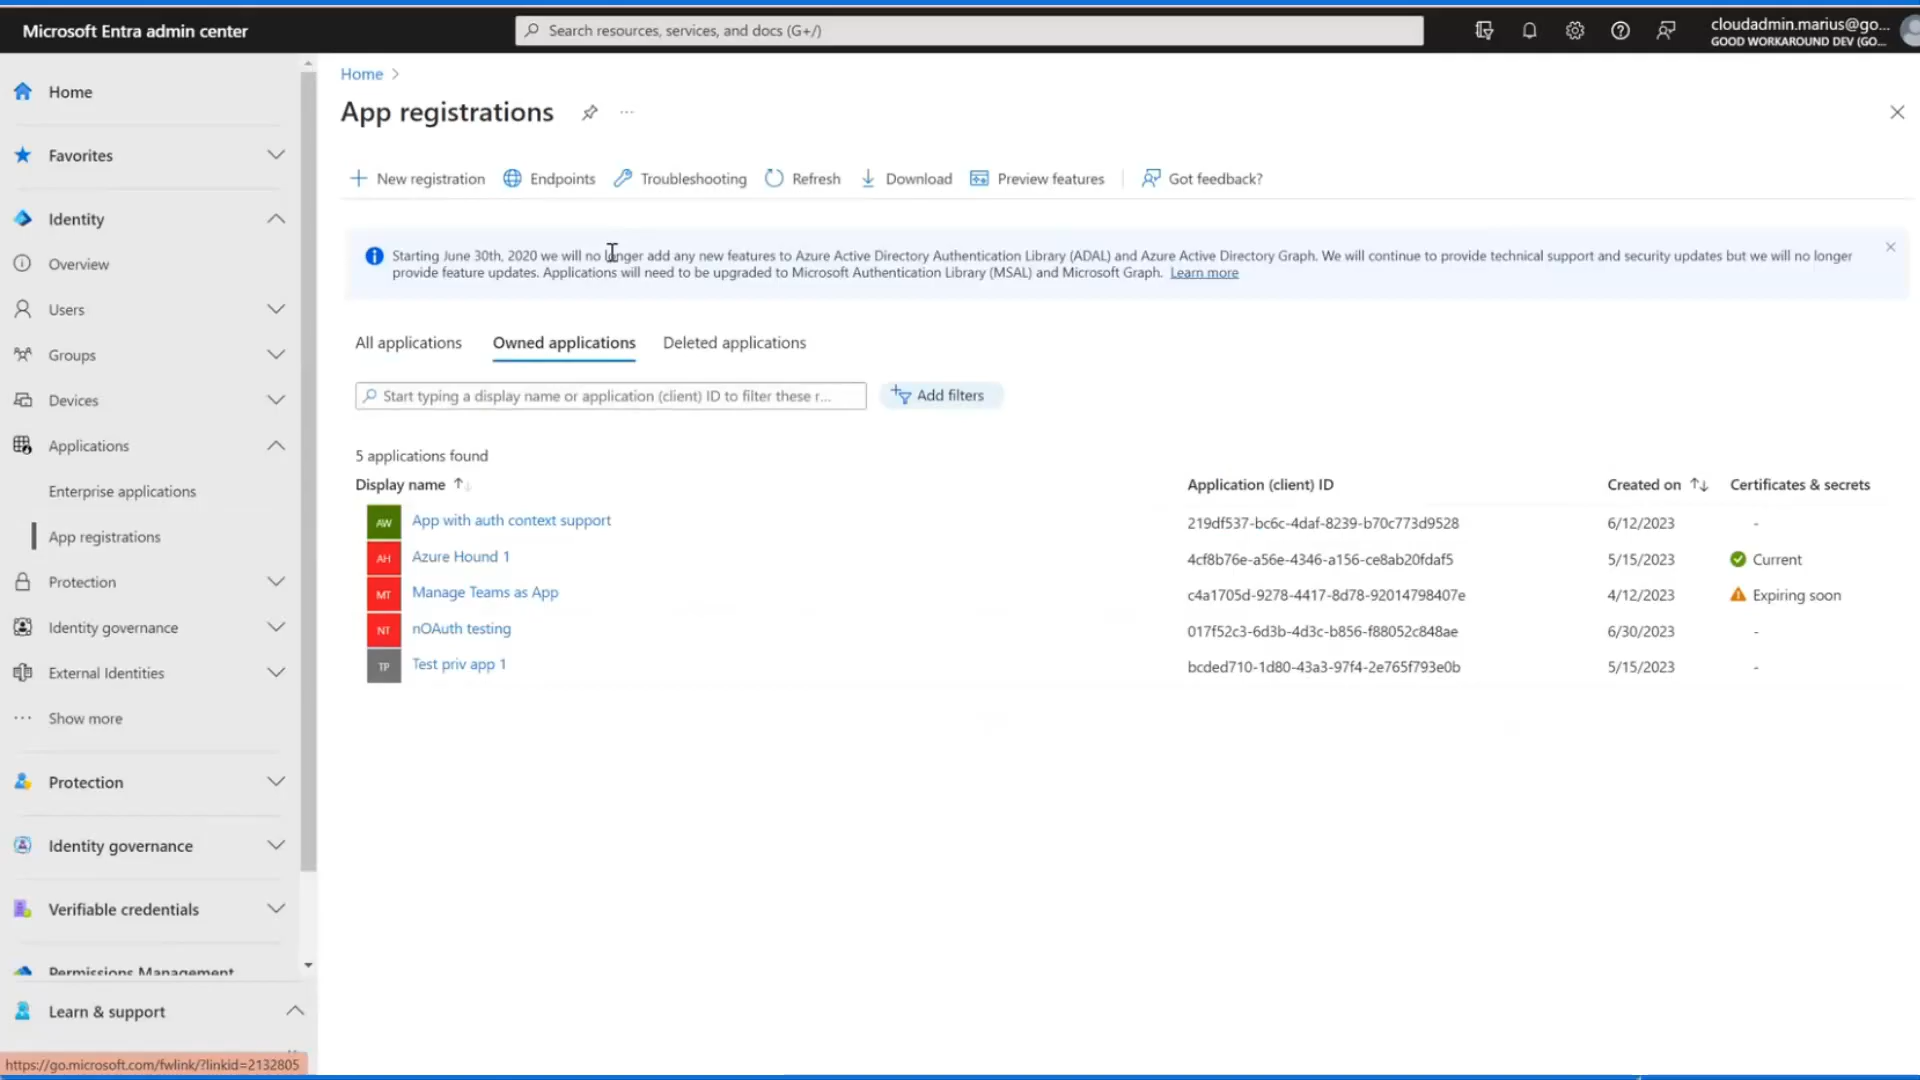 Microsoft Entra admin center
Search resources, services, and docs (G+/)
cloudadmin.marius@go...
GOOD WORKAROUND DEV (GO...
Home
Favorites
Identity
Overview
Users
Groups
Devices
Applications
Enterprise applications
App registrations
Protection
Identity governance
External Identities
Show more
Protection
Identity governance
Verifiable credentials
Permissions Management
Learn & support
https://go.microsoft.com/fwlink/?linkid=2132805
Home
App registrations
New registration Endpoints Troubleshooting Refresh Download Preview features Got feedback?
Starting June 30th, 2020 we will no longer add any new features to Azure Active Directory Authentication Library (ADAL) and Azure Active Directory Graph. We will continue to provide technical support and security updates but we will no longer
provide feature updates. Applications will need to be upgraded to Microsoft Authentication Library (MSAL) and Microsoft Graph. Learn more
All applications Owned applications Deleted applications
Start typing a display name or application (client) ID to filter these r... Add filters
5 applications found
Display name Application (client) ID Created on Certificates & secrets
AW App with auth context support 219df537-bc6c-4daf-8239-b70c773d9528 6/12/2023 -
AH Azure Hound 1 4cf8b76e-a56e-4346-a156-ce8ab20fdaf5 5/15/2023 Current
MT Manage Teams as App c4a1705d-9278-4417-8d78-92014798407e 4/12/2023 Expiring soon
NT nOAuth testing 017f52c3-6d3b-4d3c-b856-f88052c848ae 6/30/2023 -
TP Test priv app 1 bcded710-1d80-43a3-97f4-2e765f793e0b 5/15/2023 -